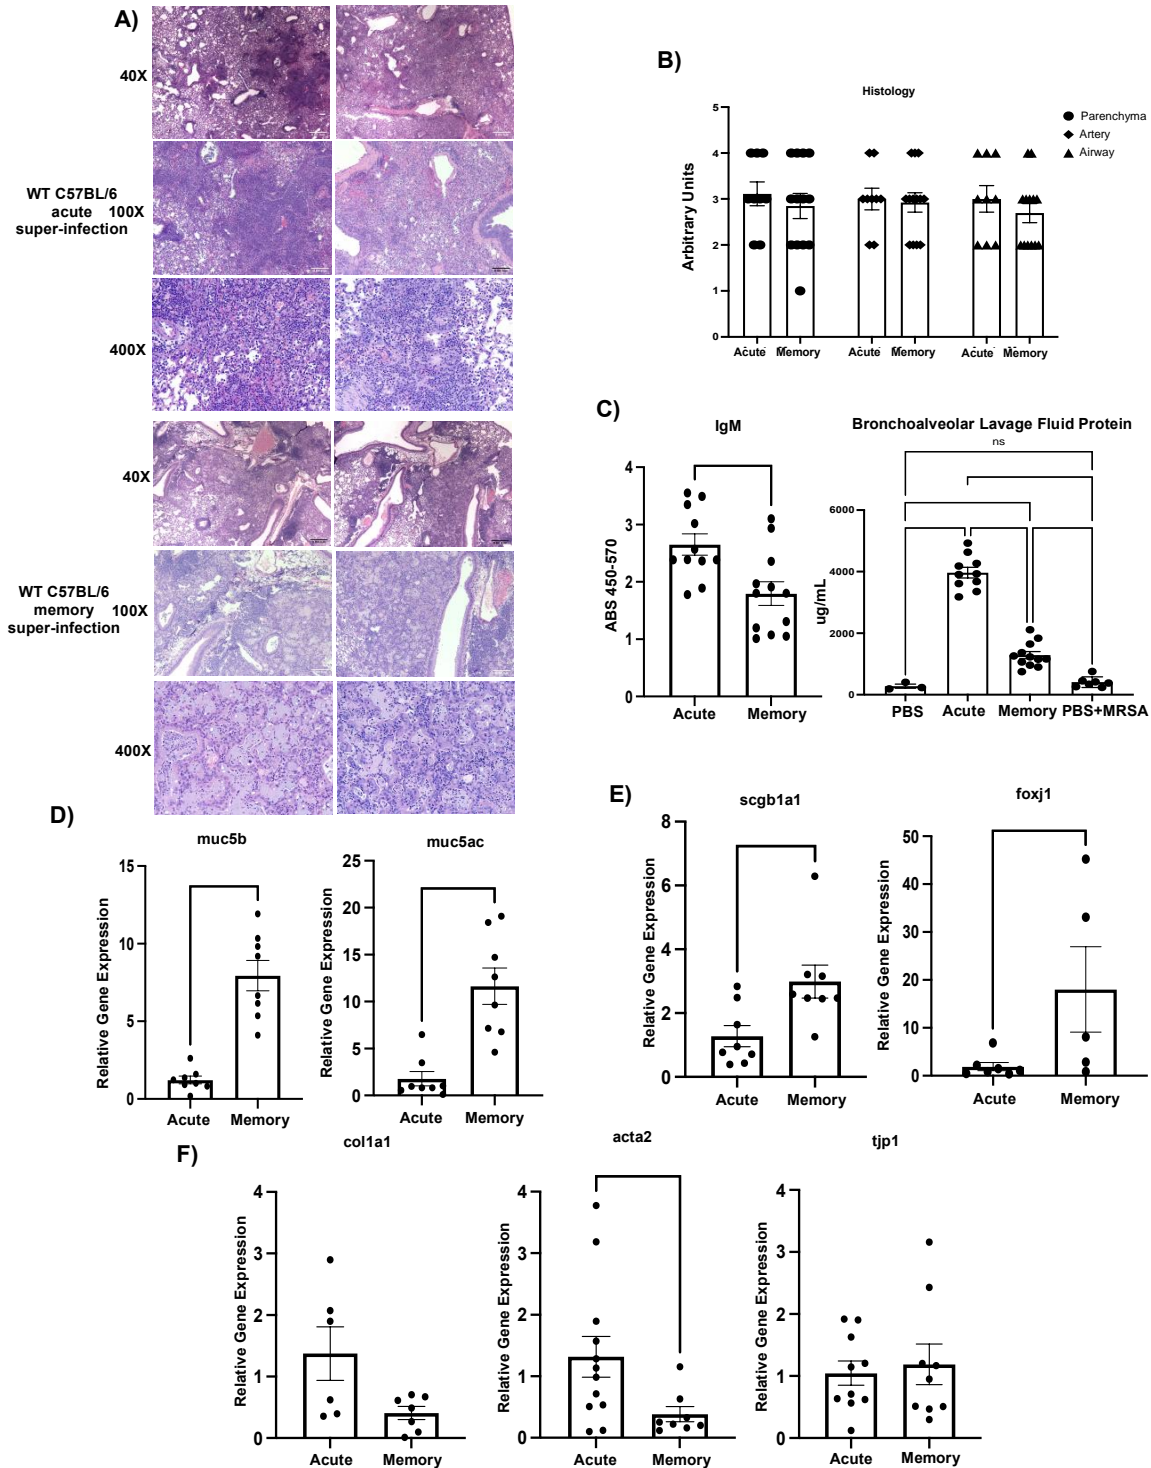 A)
40X
WT C57BL/6
acute 100X
super-infection
400X
40X
WT C57BL/6
memory 100X
super-infection
400X
B)
Histology
Parenchyma
Artery
Airway
Arbitrary Units
5
4
3
2
1
0
Acute Memory Acute Memory Acute Memory
C)
IgM
ABS 450-570
4
3
2
1
0
Acute Memory
Bronchoalveolar Lavage Fluid Protein
ns
ug/mL
6000
4000
2000
0
PBS Acute Memory PBS+MRSA
D)
muc5b
Relative Gene Expression
15
10
5
0
Acute Memory
muc5ac
Relative Gene Expression
25
20
15
10
5
0
Acute Memory
E)
scgb1a1
Relative Gene Expression
8
6
4
2
0
Acute Memory
foxj1
Relative Gene Expression
50
40
30
20
10
0
Acute Memory
F)
col1a1
Relative Gene Expression
4
3
2
1
0
Acute Memory
acta2
Relative Gene Expression
4
3
2
1
0
Acute Memory
tjp1
Relative Gene Expression
4
3
2
1
0
Acute Memory